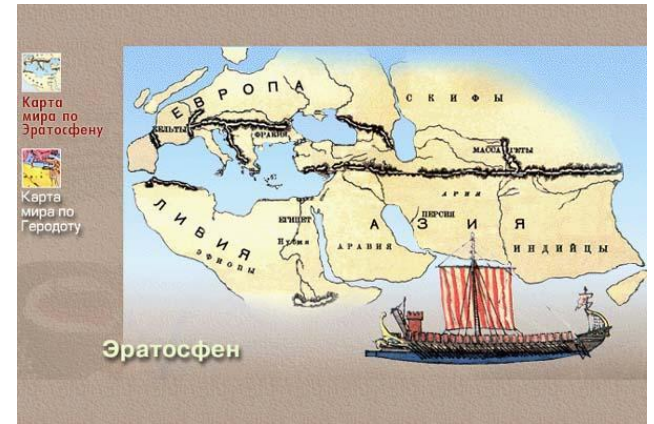 Карта
мира по
Эратосфену
Карта
мира по
Геродоту
ЕВРОПА
СКИФЫ
КЕЛЬТЫ
ФРАКИЯ
МАССАГЕТЫ
ЛИВИЯ
ЭФИОПЫ
ЕГИПЕТ
Нубия
АРАВИЯ
ПЕРСИЯ
АРИЯ
АЗИЯ
ИНДИЙЦЫ
Эратосфен